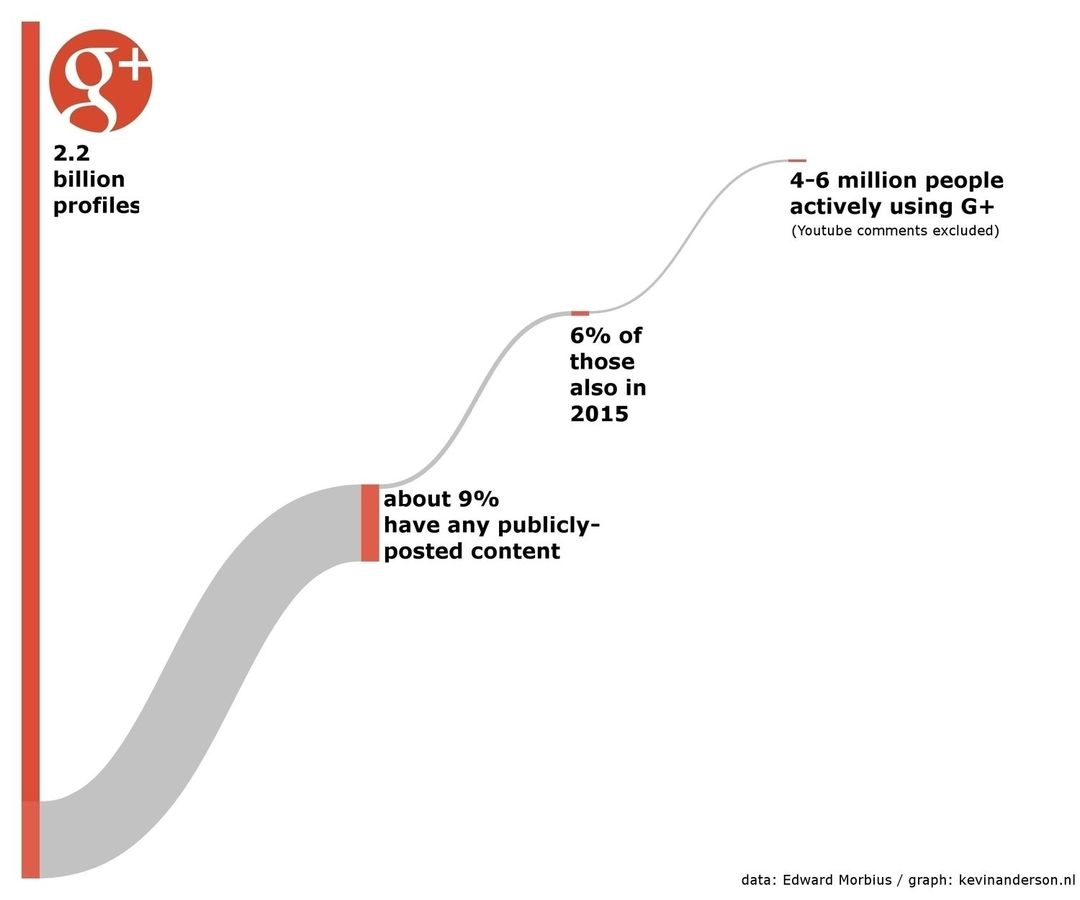 g+
2.2
billion
profiles
4-6 million people
actively using G+
(Youtube comments excluded)
6% of
those
also in
2015
about 9%
have any publicly-
posted content
data: Edward Morbius / graph: kevinanderson.nl